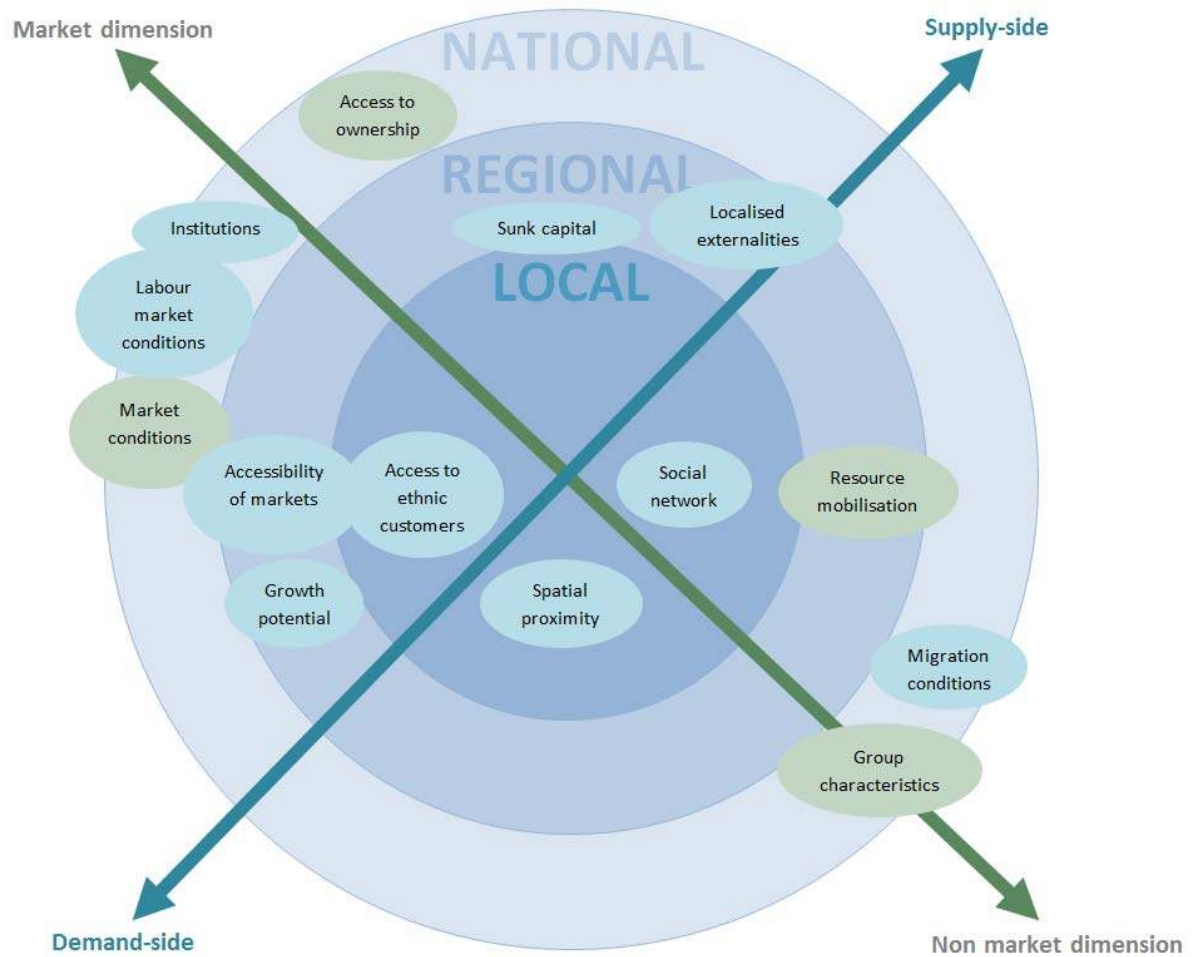 Market dimension
Supply-side
NATIONAL
Access to
ownership
REGIONAL
Institutions
Sunk capital
Localised
externalities
LOCAL
Labour
market
conditions
Market
conditions
Accessibility
of markets
Access to
ethnic
customers
Social
network
Resource
mobilisation
Growth
potential
Spatial
proximity
Migration
conditions
Group
characteristics
Demand-side
Non market dimension